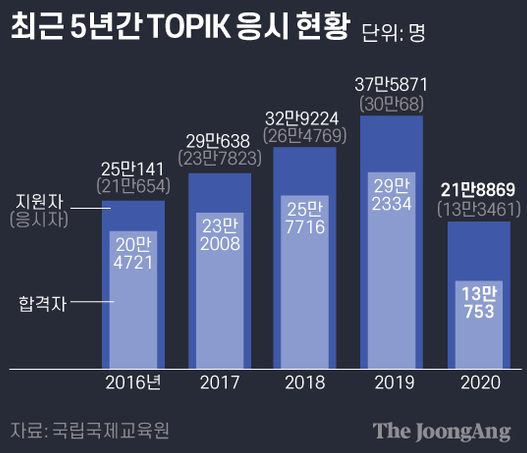 최근 5년간 TOPIK 응시 현황 단위: 명
37만5871
(30만68)
32만9224
(26만4769)
29만638
(23만7823)
25만141
(21만654)
21만8869
(13만3461)
지원자
(응시자)
합격자
20만
4721
23만
2008
25만
7716
29만
2334
13만
753
2016년 2017 2018 2019 2020
자료: 국립국제교육원
The JoongAng